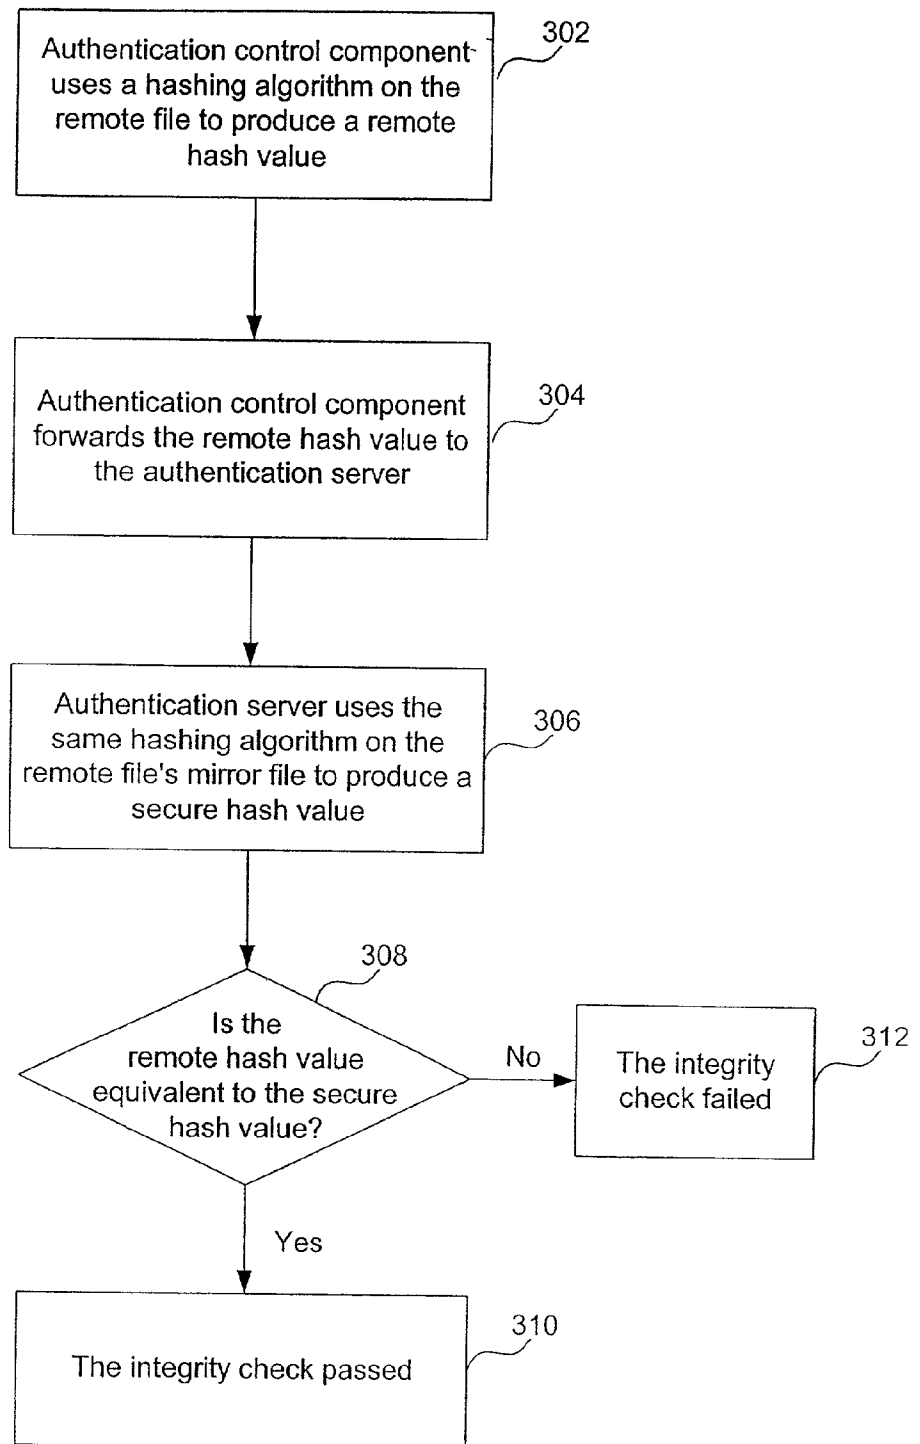 Authentication control component
uses a hashing algorithm on the
remote file to produce a remote
hash value
302
Authentication control component
forwards the remote hash value to
the authentication server
304
Authentication server uses the
same hashing algorithm on the
remote file's mirror file to produce a
secure hash value
306
308
Is the
remote hash value
equivalent to the secure
hash value?
No
The integrity
check failed
312
Yes
The integrity check passed
310